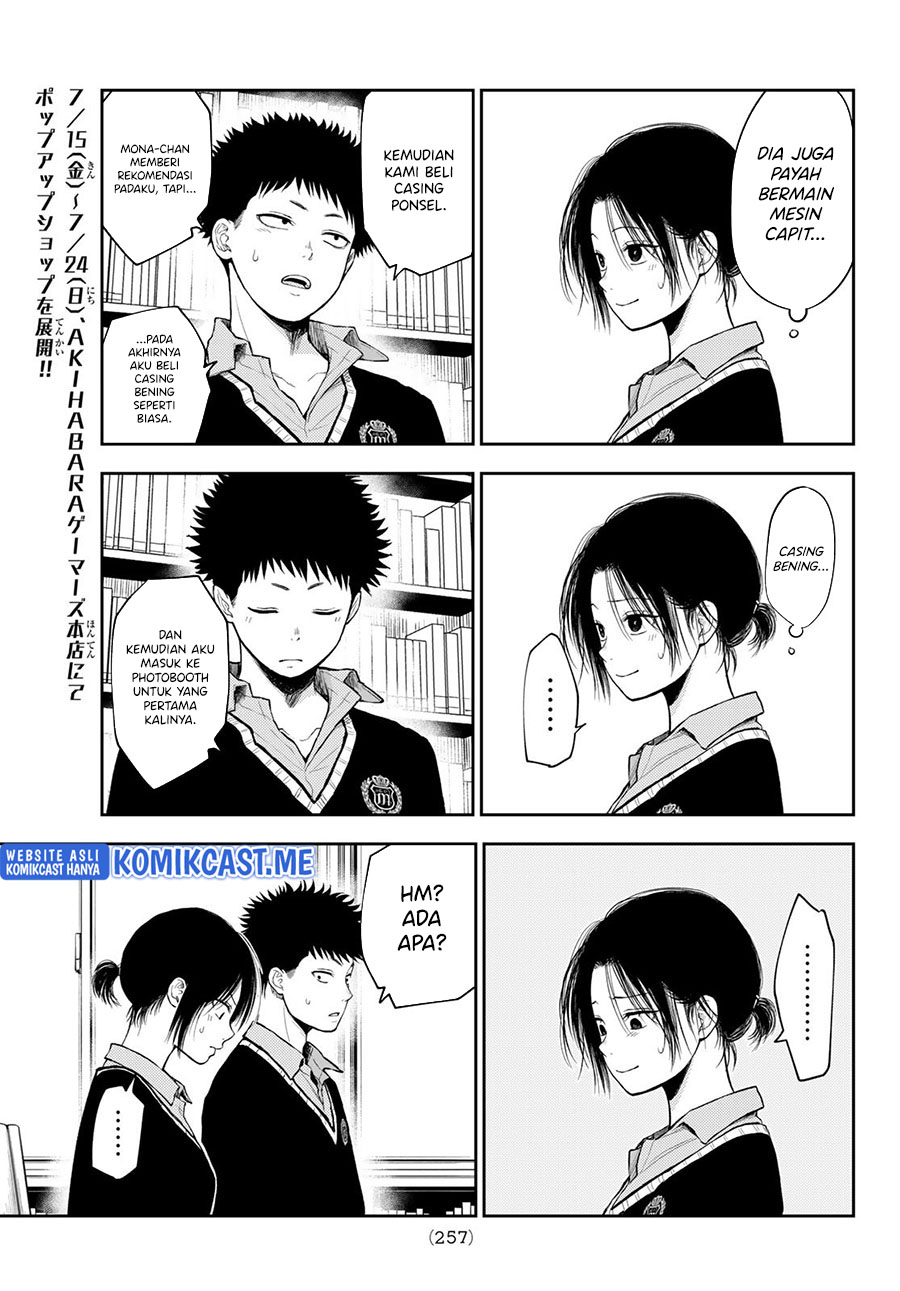 DIA JUGA
PAYAH
BERMAIN
MESIN
CAPIT...
KEMUDIAN
KAMI BELI
CASING
PONSEL.
MONA-CHAN
MEMBERI
REKOMENDASI
PADAKU, TAPI...
...PADA
AKHIRNYA
AKU BELI
CASING
BENING
SEPERTI
BIASA.
7/15(金)～7/24(日)、AKIHABARAゲーマーズ本店にて
ポップアップショップを展開!!
CASING
BENING...
......
DAN
KEMUDIAN AKU
MASUK KE
PHOTOBOOTH
UNTUK YANG
PERTAMA
KALINYA.
.........
HM?
ADA
APA?
......
WEBSITE ASLI
KOMIKCAST HANYA
KOMIKCAST.ME
(257)